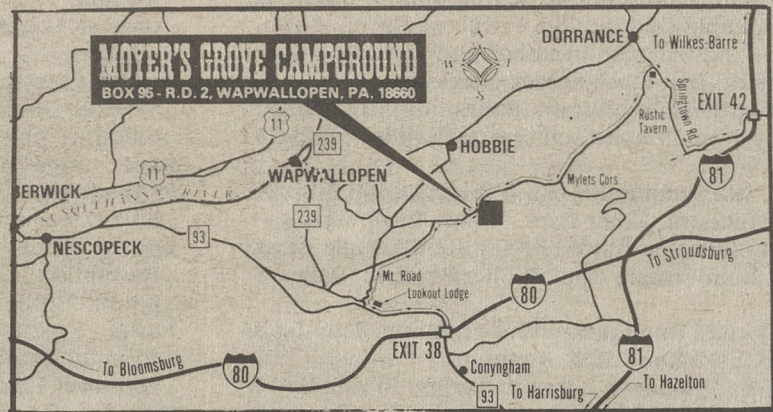 MOYER'S GROVE CAMPGROUND
BOX 95 - R.D. 2, WAPWALLOPEN, PA. 18660
N
W
E
S
DORRANCE
To Wilkes-Barre
Springtown Rd.
EXIT 42
Rustic
Tavern
11
239
HOBBIE
81
11
WAPWALLOPEN
Mylets Cors
BERWICK
SUSQUEHANNA RIVER
239
93
NESCOPECK
To Stroudsburg
Mt. Road
Lookout Lodge
80
EXIT 38
81
To Bloomsburg
80
Conyngham
93
To Harrisburg
To Hazelton